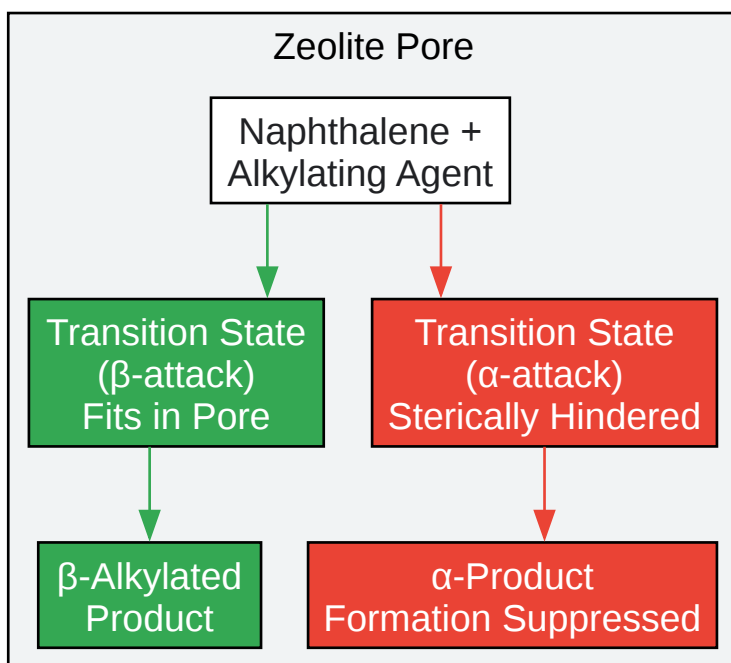 Zeolite Pore
Naphthalene +
Alkylating Agent
Transition State
(β-attack)
Fits in Pore
Transition State
(α-attack)
Sterically Hindered
β-Alkylated
Product
α-Product
Formation Suppressed